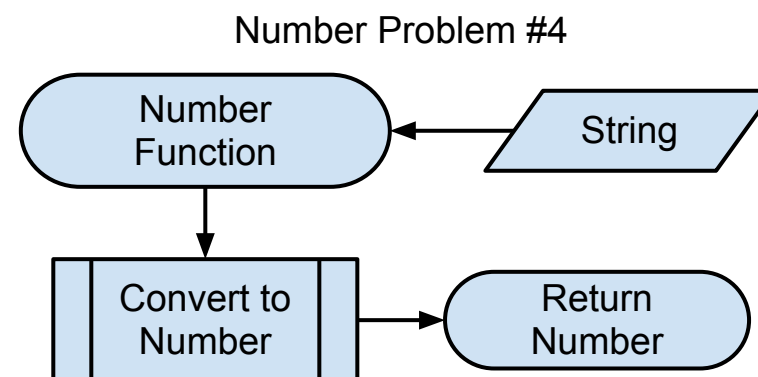 Number Problem #4
Number
Function
String
Convert to
Number
Return
Number